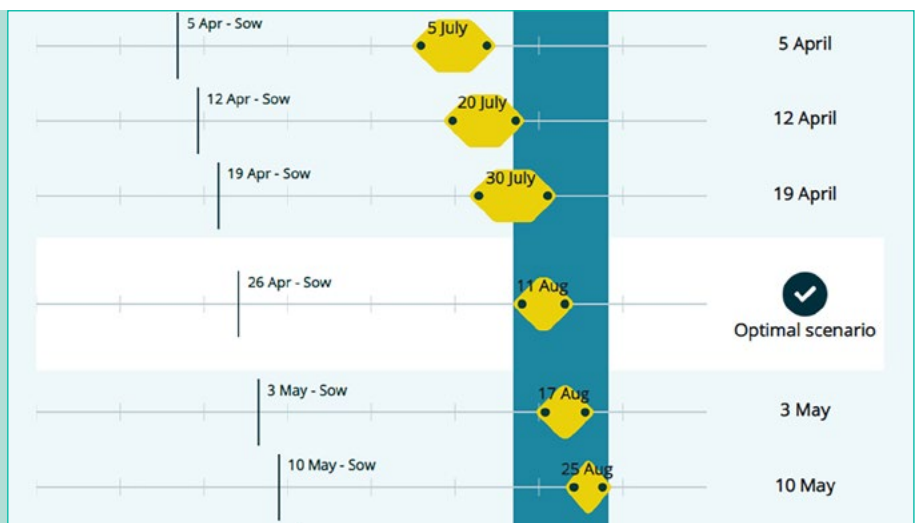 5 Apr - Sow
5 July
5 April
12 Apr - Sow
20 July
12 April
19 Apr - Sow
30 July
19 April
26 Apr - Sow
11 Aug
Optimal scenario
3 May - Sow
17 Aug
3 May
10 May - Sow
25 Aug
10 May